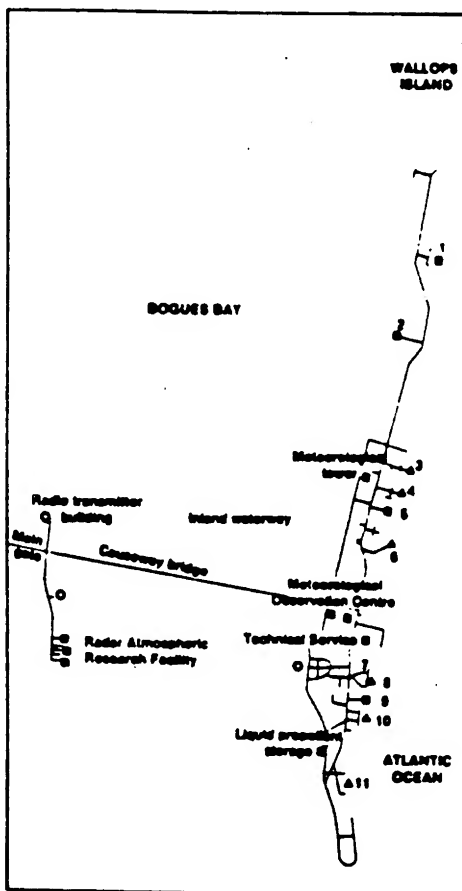 WALLOPS
ISLAND
1
BOGUES BAY
2
Meteorological
tower
3
4
5
6
Radio transmitter
building
Inland waterway
Main
gate
Causeway bridge
Meteorological
Observation Centre
Technical Service
Radar Atmospheric
Research Facility
7
8
9
10
Liquid propellant
storage
ATLANTIC
OCEAN
11